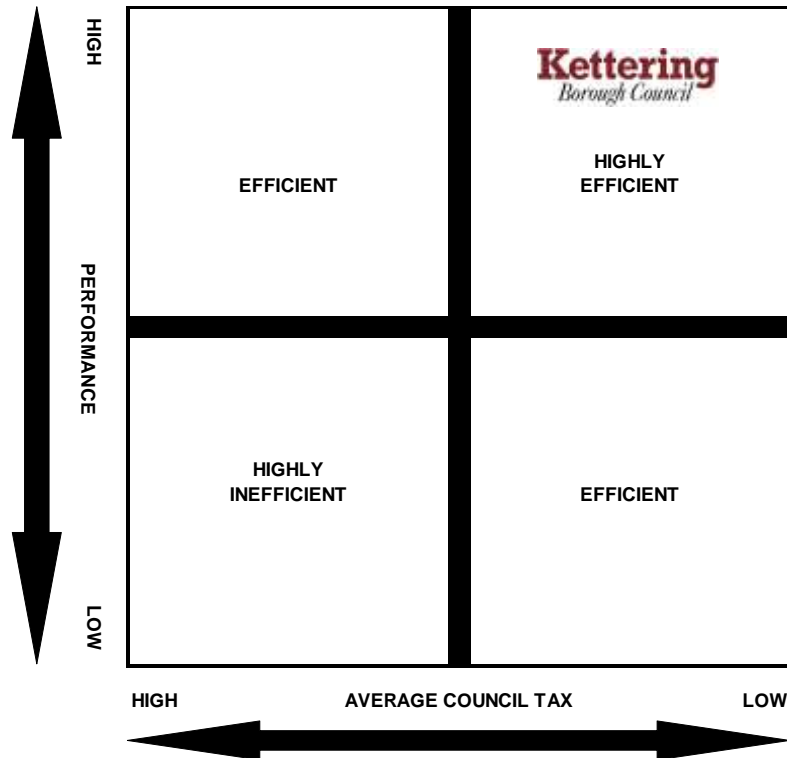 HIGH
Kettering
Borough Council
EFFICIENT
HIGHLY
EFFICIENT
PERFORMANCE
HIGHLY
INEFFICIENT
EFFICIENT
LOW
HIGH
AVERAGE COUNCIL TAX
LOW